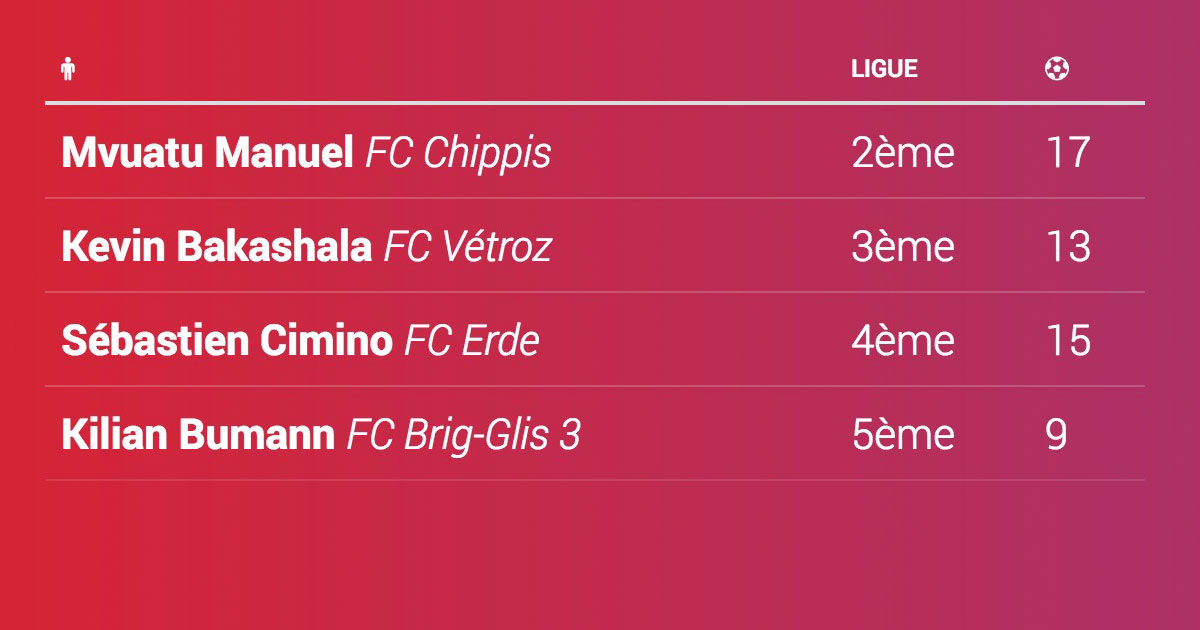 LIGUE
Mvuatu Manuel FC Chippis 2ème 17
Kevin Bakashala FC Vétroz 3ème 13
Sébastien Cimino FC Erde 4ème 15
Kilian Bumann FC Brig-Glis 3 5ème 9